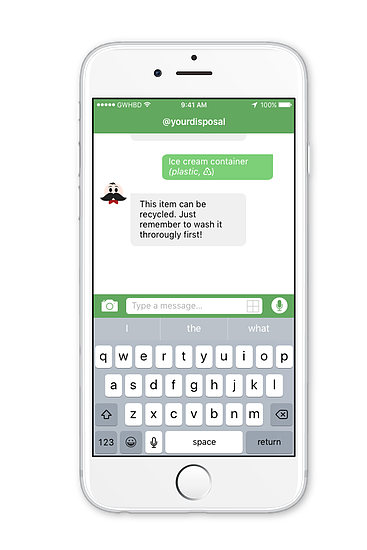 GWHBD 9:41 AM 100%
@yourdisposal
Ice cream container
(plastic, ♴)
This item can be
recycled. Just
remember to wash it
throroughly first!
Type a message...
I the what
q w e r t y u i o p
a s d f g h j k l
z x c v b n m
123 space return